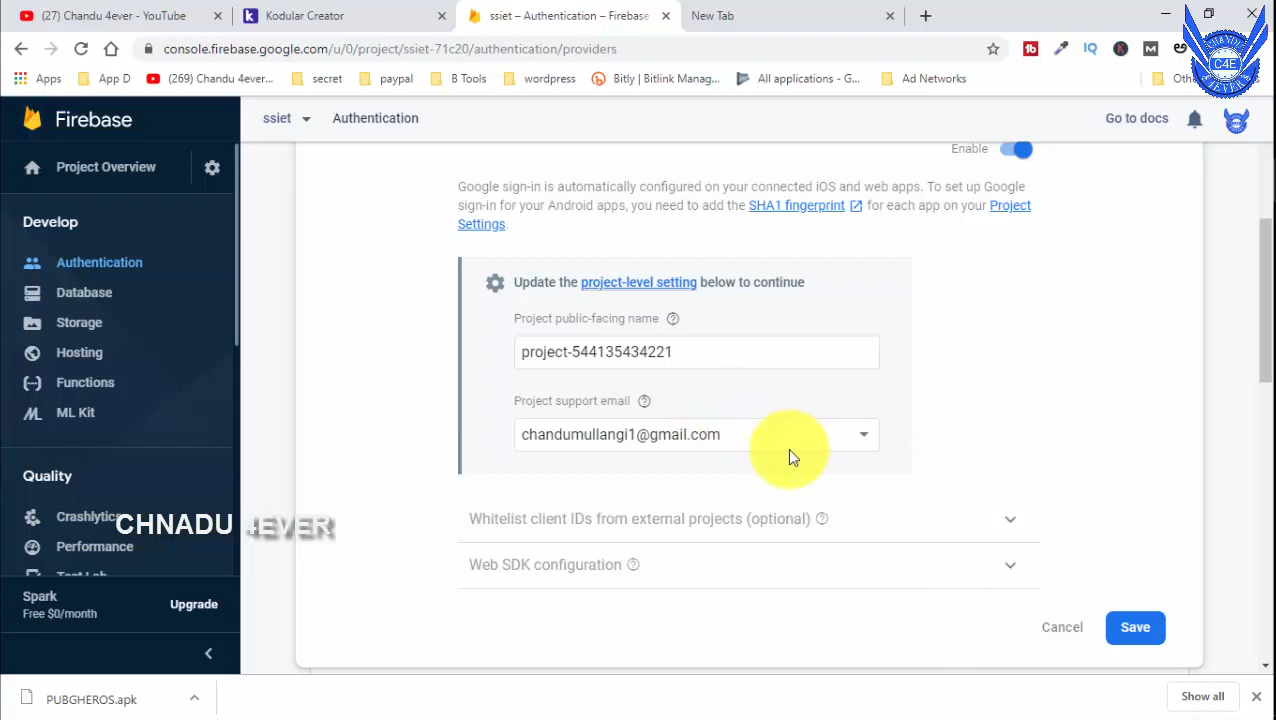 (27) Chandu 4ever - YouTube
Kodular Creator
ssiet – Authentication – Firebase
New Tab
console.firebase.google.com/u/0/project/ssiet-71c20/authentication/providers
Apps
App D
(269) Chandu 4ever...
secret
paypal
B Tools
wordpress
Bitly | Bitlink Manag...
All applications - G...
Ad Networks
CHANDU
C4E
4EVER
Firebase
ssiet
Authentication
Go to docs
Project Overview
Enable
Google sign-in is automatically configured on your connected iOS and web apps. To set up Google
sign-in for your Android apps, you need to add the SHA1 fingerprint for each app on your Project
Settings.
Develop
Authentication
Database
Storage
Hosting
Functions
ML Kit
Update the project-level setting below to continue
Project public-facing name
project-544135434221
Project support email
chandumullangi1@gmail.com
Quality
Crashlytics
CHNADU 4EVER
Performance
Test Lab
Whitelist client IDs from external projects (optional)
Web SDK configuration
Spark
Free $0/month
Upgrade
Cancel
Save
PUBGHEROS.apk
Show all